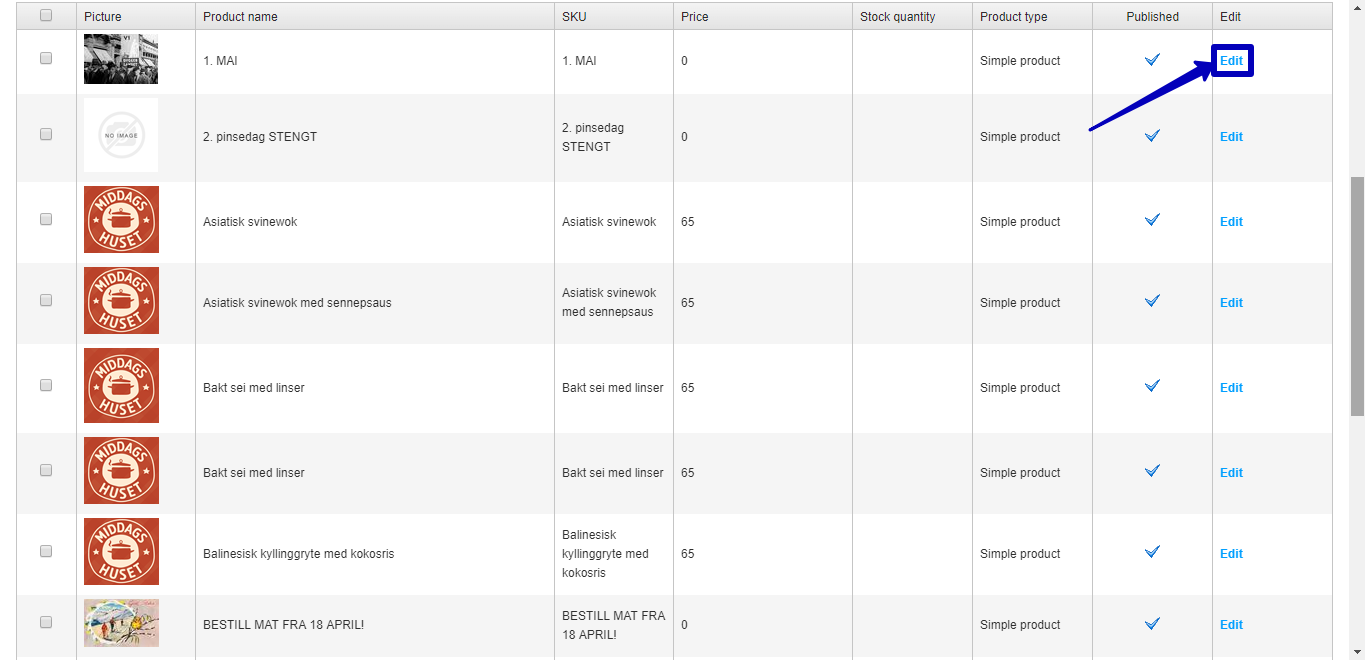 Picture Product name SKU Price Stock quantity Product type Published Edit
1. MAI 1. MAI 0 Simple product Edit
NO IMAGE 2. pinsedag STENGT 2. pinsedag 0 Simple product Edit
STENGT
MIDDAGS
HUSET
Asiatisk svinewok Asiatisk svinewok 65 Simple product Edit
MIDDAGS
HUSET
Asiatisk svinewok med sennepsaus Asiatisk svinewok 65 Simple product Edit
med sennepsaus
MIDDAGS
HUSET
Bakt sei med linser Bakt sei med linser 65 Simple product Edit
MIDDAGS
HUSET
Bakt sei med linser Bakt sei med linser 65 Simple product Edit
MIDDAGS
HUSET
Balinesisk kyllinggryte med kokosris Balinesisk 65 Simple product Edit
kyllinggryte med
kokosris
BESTILL MAT FRA 18 APRIL! BESTILL MAT FRA 0 Simple product Edit
18 APRIL!